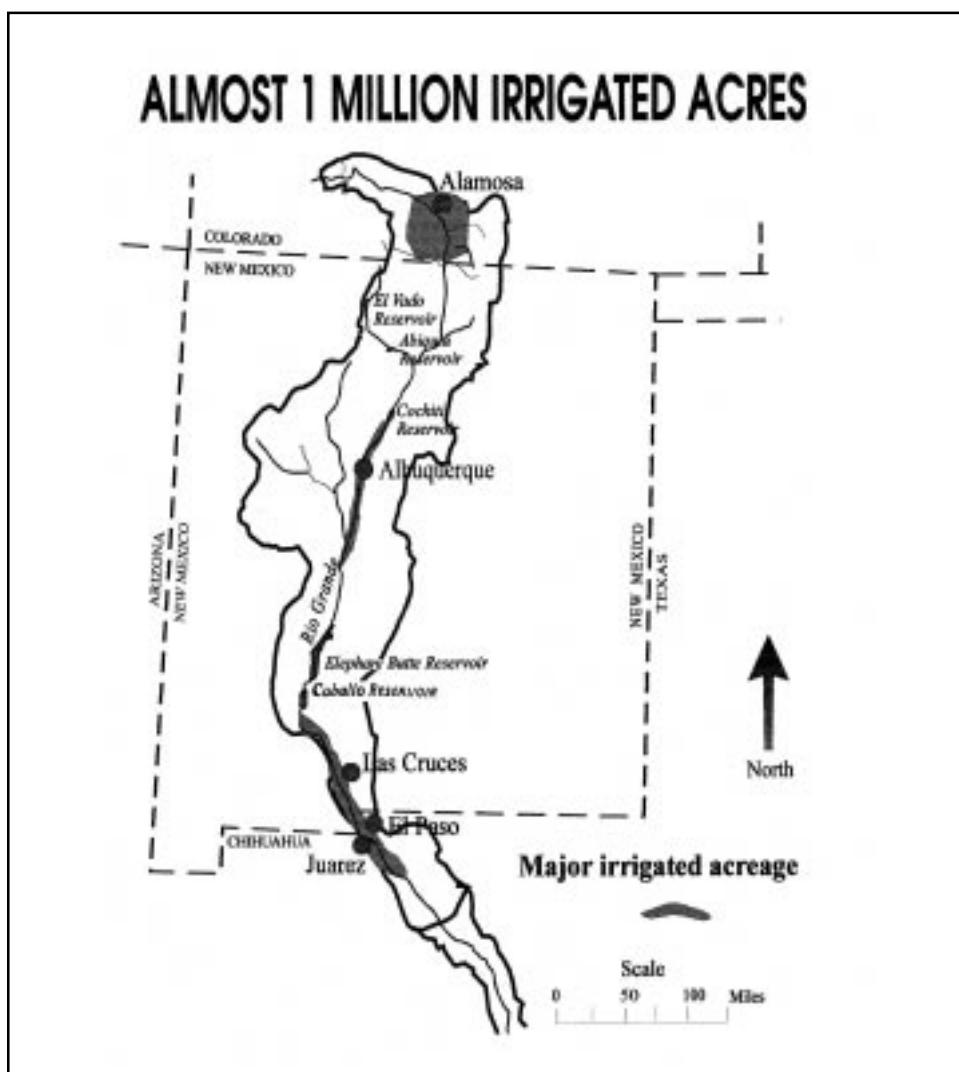 ALMOST 1 MILLION IRRIGATED ACRES
Alamosa
COLORADO
NEW MEXICO
El Vado
Reservoir
Abiquiu
Reservoir
Cochiti
Reservoir
Albuquerque
ARIZONA
NEW MEXICO
NEW MEXICO
TEXAS
Rio Grande
Elephant Butte Reservoir
Caballo RESERVOIR
Las Cruces
North
El Paso
CHIHUAHUA
Juarez
Major irrigated acreage
Scale
0 50 100 Miles